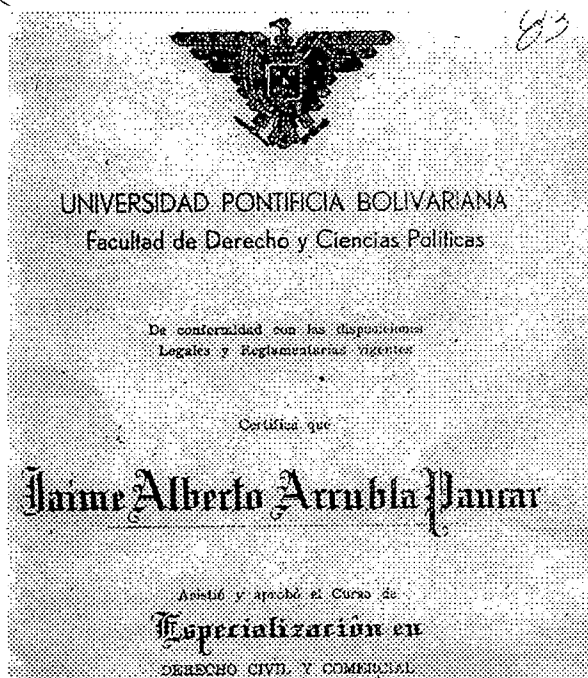 83
UNIVERSIDAD PONTIFICIA BOLIVARIANA
Facultad de Derecho y Ciencias Políticas
De conformidad con las disposiciones
Legales y Reglamentarias vigentes
Certifica que
Jaime Alberto Arrubla Paucar
Asistió y aprobó el Curso de
Especialización en
DERECHO CIVIL Y COMERCIAL